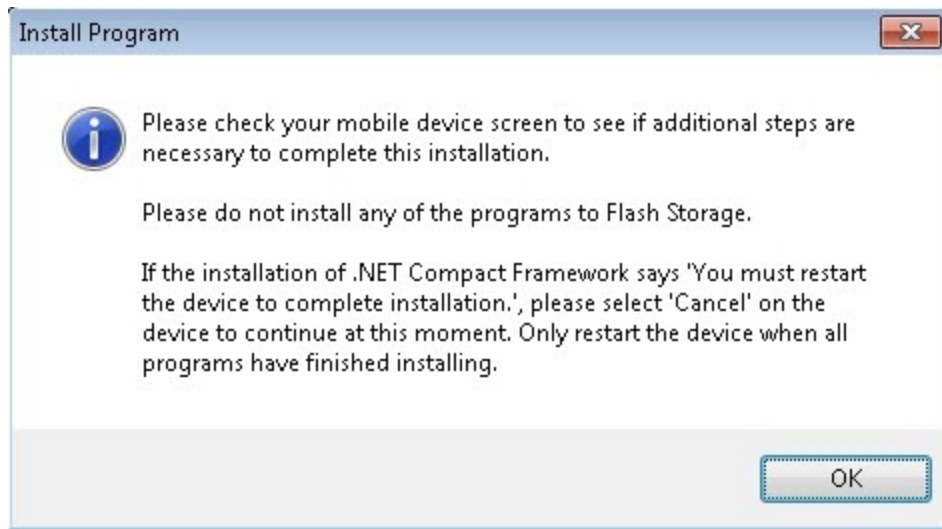 Install Program
Please check your mobile device screen to see if additional steps are
necessary to complete this installation.
Please do not install any of the programs to Flash Storage.
If the installation of .NET Compact Framework says 'You must restart
the device to complete installation.', please select 'Cancel' on the
device to continue at this moment. Only restart the device when all
programs have finished installing.
OK